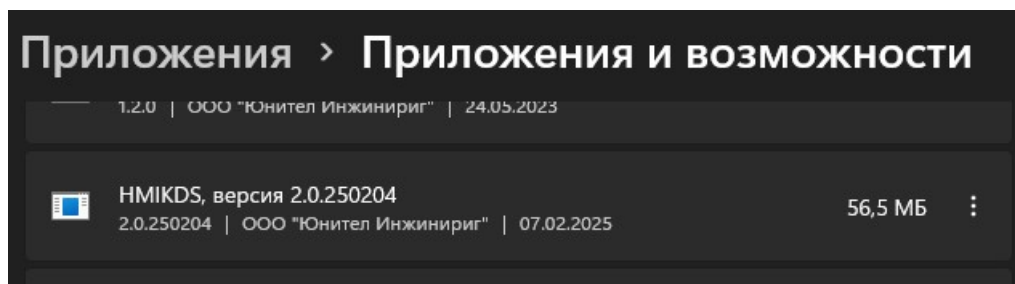 Приложения > Приложения и возможности
1.2.0 | ООО "Юнител Инжинириг" | 24.05.2023
HMIKDS, версия 2.0.250204
2.0.250204 | ООО "Юнител Инжинириг" | 07.02.2025
56,5 МБ